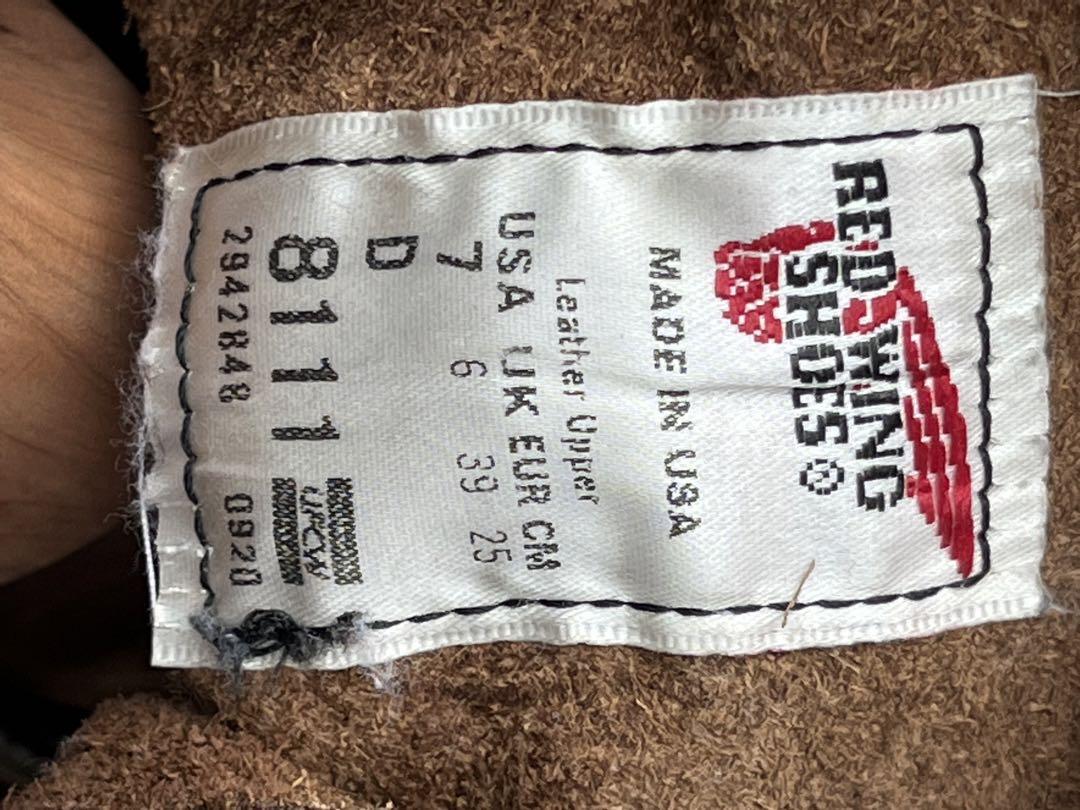 RED WING
SHOES®
MADE IN USA
Leather Upper
USA UK EUR CM
7 6 39 25
D
8111 UFCW
2942848 0920